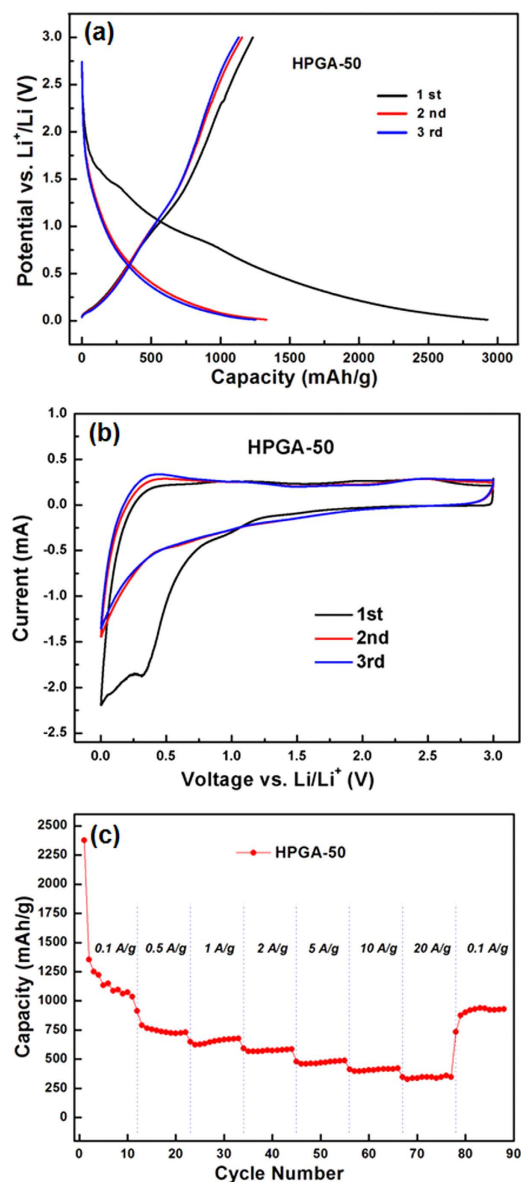 (a)
HPGA-50
1 st
2 nd
3 rd
Potential vs. Li⁺/Li (V)
3.0
2.5
2.0
1.5
1.0
0.5
0.0
0 500 1000 1500 2000 2500 3000
Capacity (mAh/g)
(b)
HPGA-50
1st
2nd
3rd
Current (mA)
1.0
0.5
0.0
-0.5
-1.0
-1.5
-2.0
-2.5
0.0 0.5 1.0 1.5 2.0 2.5 3.0
Voltage vs. Li/Li⁺ (V)
(c)
HPGA-50
0.1 A/g 0.5 A/g 1 A/g 2 A/g 5 A/g 10 A/g 20 A/g 0.1 A/g
Capacity (mAh/g)
2500
2250
2000
1750
1500
1250
1000
750
500
250
0
0 10 20 30 40 50 60 70 80 90
Cycle Number